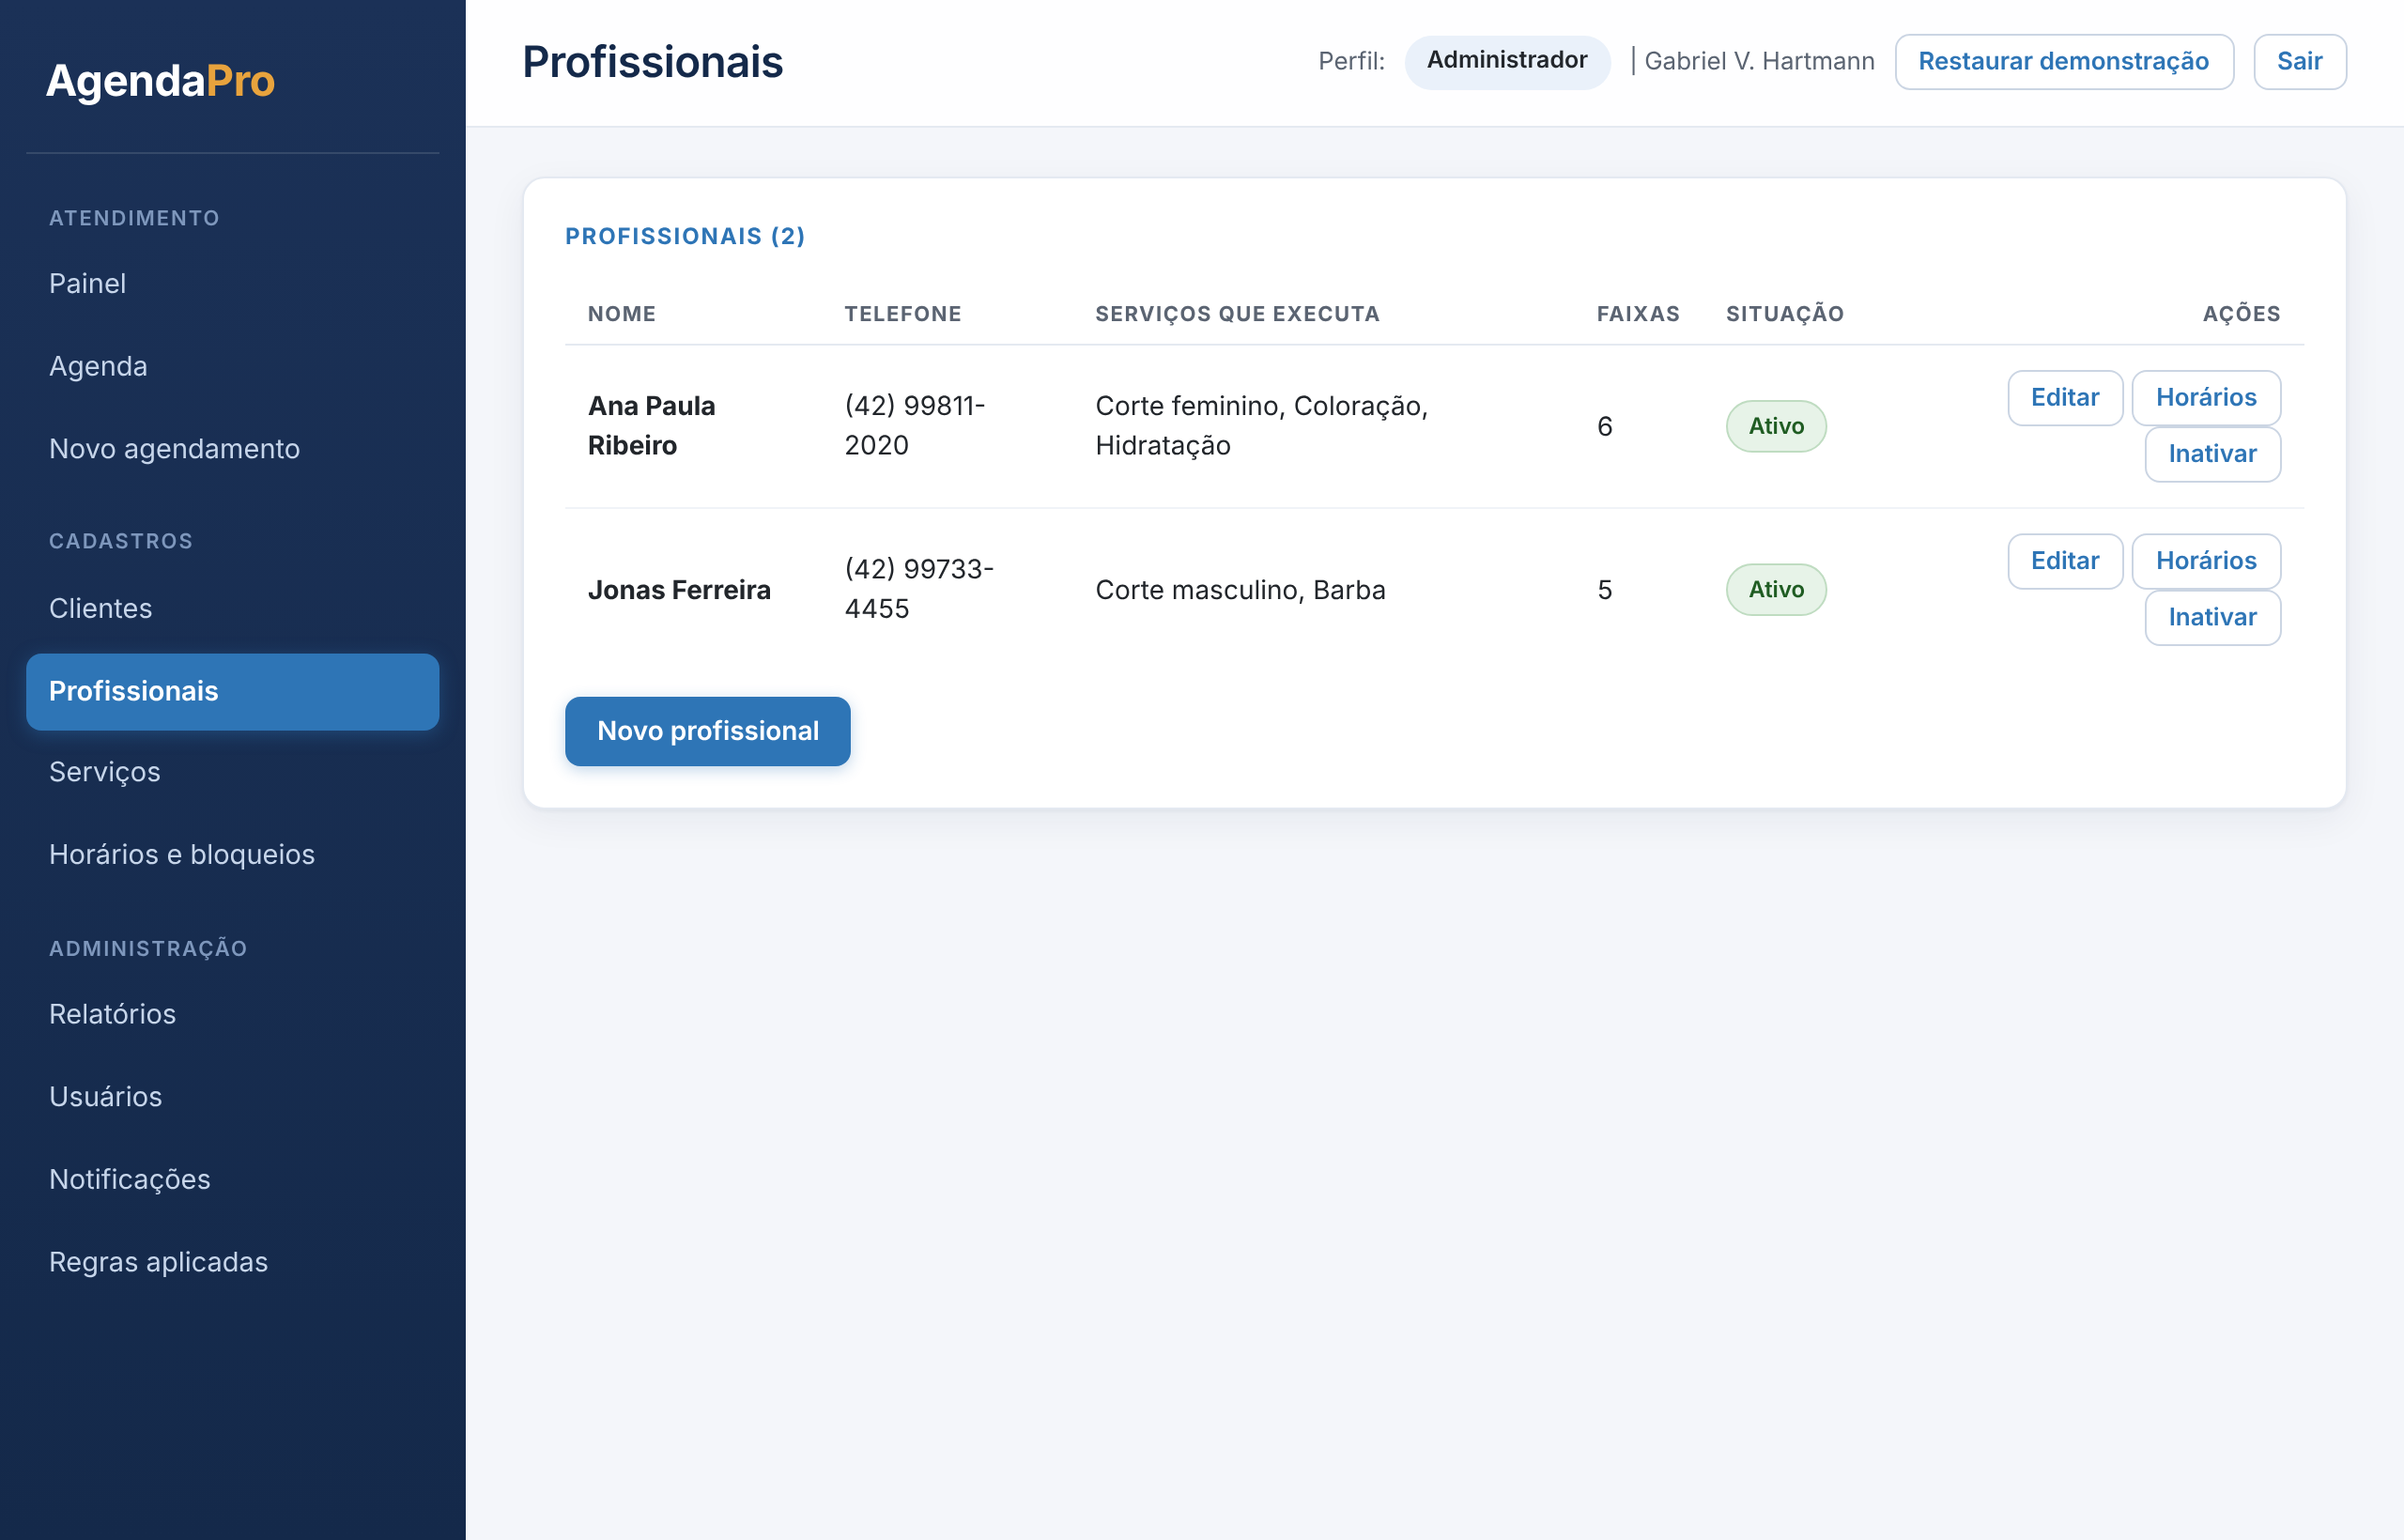 AgendaPro
ATENDIMENTO
Painel
Agenda
Novo agendamento
CADASTROS
Clientes
Profissionais
Serviços
Horários e bloqueios
ADMINISTRAÇÃO
Relatórios
Usuários
Notificações
Regras aplicadas
Profissionais
Perfil: Administrador | Gabriel V. Hartmann Restaurar demonstração Sair
PROFISSIONAIS (2)
NOME TELEFONE SERVIÇOS QUE EXECUTA FAIXAS SITUAÇÃO AÇÕES
Ana Paula Ribeiro (42) 99811-2020 Corte feminino, Coloração, Hidratação 6 Ativo Editar Horários Inativar
Jonas Ferreira (42) 99733-4455 Corte masculino, Barba 5 Ativo Editar Horários Inativar
Novo profissional